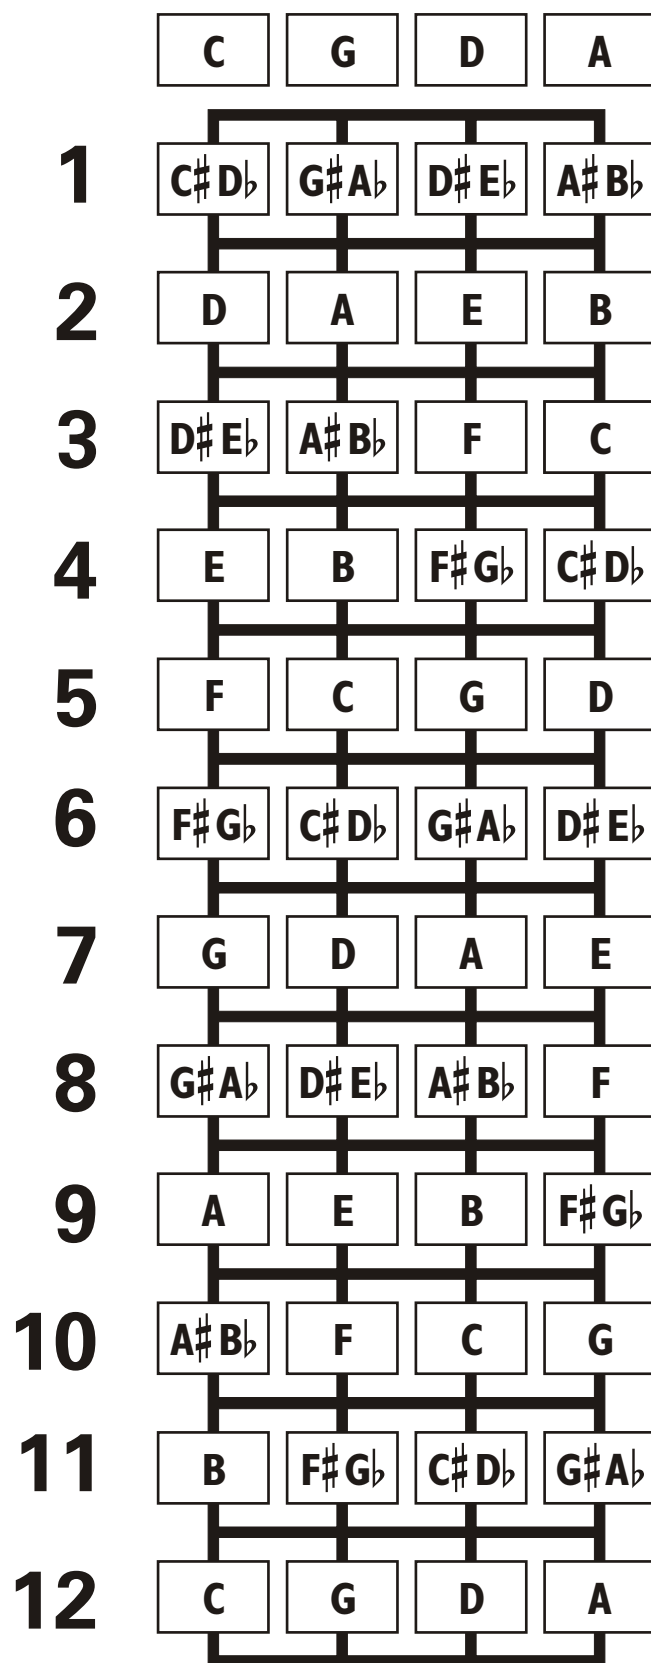 C G D A
1 C♯D♭ G♯A♭ D♯E♭ A♯B♭
2 D A E B
3 D♯E♭ A♯B♭ F C
4 E B F♯G♭ C♯D♭
5 F C G D
6 F♯G♭ C♯D♭ G♯A♭ D♯E♭
7 G D A E
8 G♯A♭ D♯E♭ A♯B♭ F
9 A E B F♯G♭
10 A♯B♭ F C G
11 B F♯G♭ C♯D♭ G♯A♭
12 C G D A